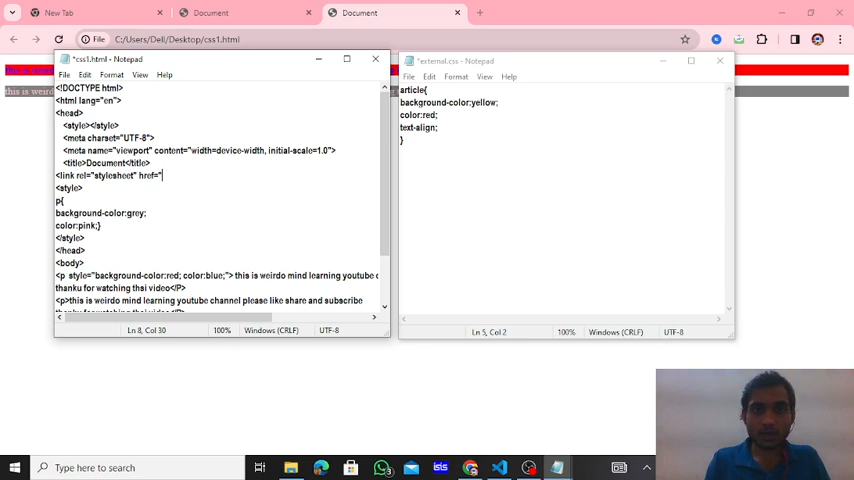 New Tab
Document
Document
File
C:/Users/Dell/Desktop/css1.html
this is weird
*css1.html - Notepad
File Edit Format View Help
<!DOCTYPE html>
<html lang="en">
<head>
<style></style>
<meta charset="UTF-8">
<meta name="viewport" content="width=device-width, initial-scale=1.0">
<title>Document</title>
<link rel="stylesheet" href="
<style>
p{
background-color:grey;
color:pink;}
</style>
</head>
<body>
<p style="background-color:red; color:blue;"> this is weirdo mind learning youtube c
thanku for watching thsi video</P>
<p>this is weirdo mind learning youtube channel please like share and subscribe
Ln 8, Col 30 100% Windows (CRLF) UTF-8
*external.css - Notepad
File Edit Format View Help
article{
background-color:yellow;
color:red;
text-align;
}
Ln 5, Col 2 100% Windows (CRLF) UTF-8
Type here to search
isis
3